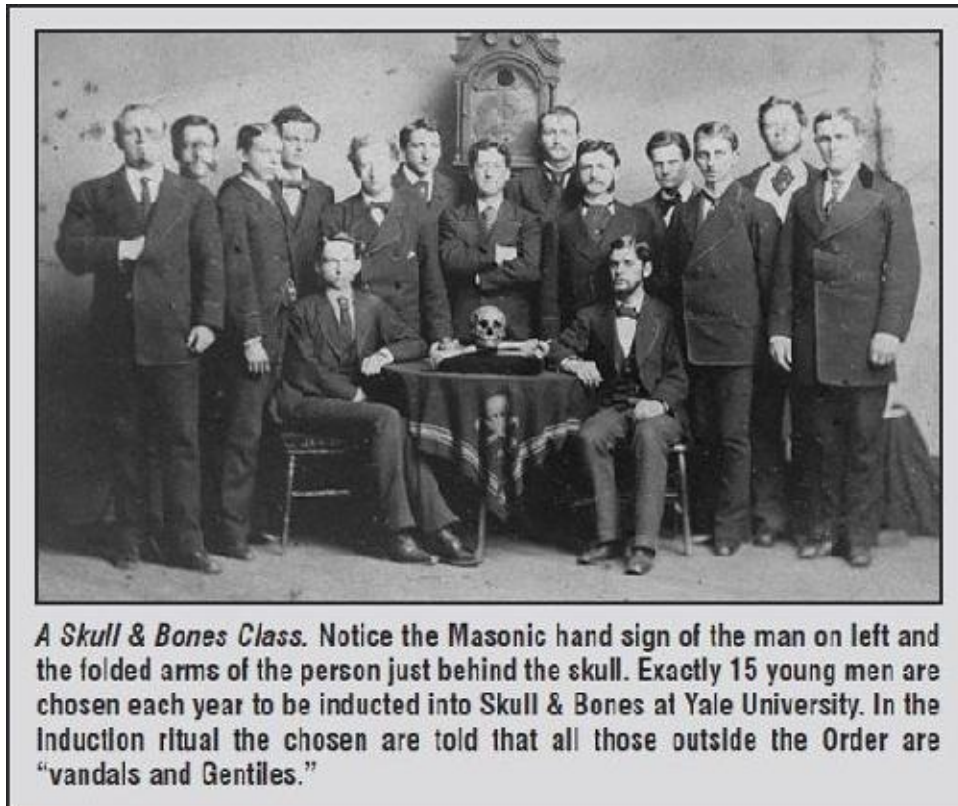 A Skull & Bones Class. Notice the Masonic hand sign of the man on left and
the folded arms of the person just behind the skull. Exactly 15 young men are
chosen each year to be inducted into Skull & Bones at Yale University. In the
induction ritual the chosen are told that all those outside the Order are
“vandals and Gentiles.”